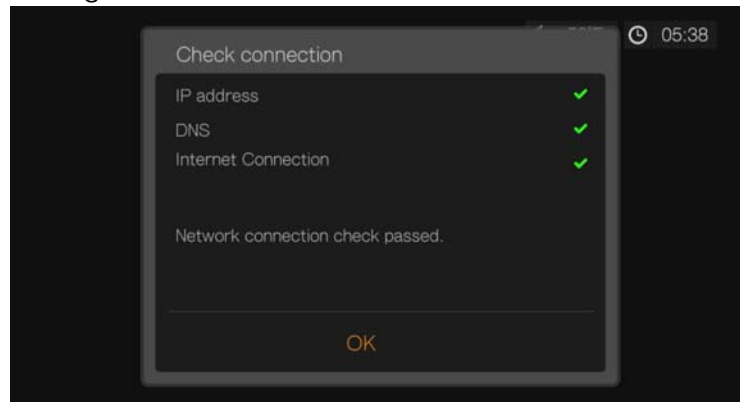 05:38
Check connection
IP address
DNS
Internet Connection
Network connection check passed.
OK